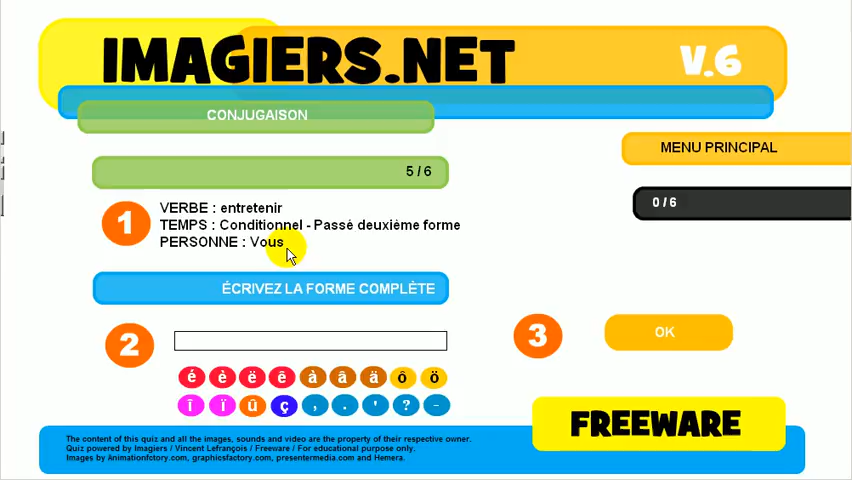 IMAGIERS.NET
V.6
CONJUGAISON
MENU PRINCIPAL
5 / 6
0 / 6
1
VERBE : entretenir
TEMPS : Conditionnel - Passé deuxième forme
PERSONNE : Vous
ÉCRIVEZ LA FORME COMPLÈTE
2
3
OK
é è ë ê à â ä ô ö
î ï û ç , . ' ? -
FREEWARE
The content of this quiz and all the images, sounds and video are the property of their respective owner.
Quiz powered by Imagiers / Vincent Lefrançois / Freeware / For educational purpose only.
Images by Animationfctory.com, graphicsfactory.com, presentermedia.com and Hemera.